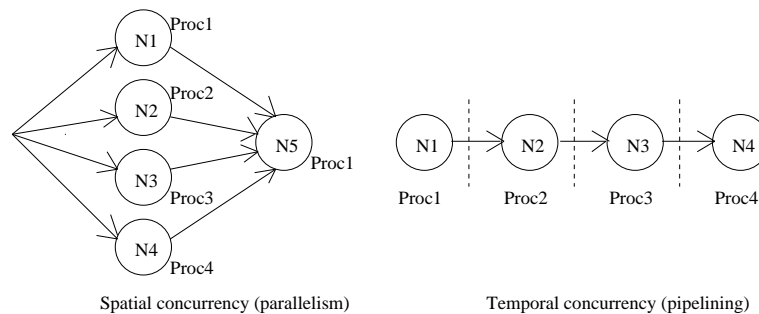 N1 Proc1
N2 Proc2
N3 Proc3
N4 Proc4
N5 Proc1
Spatial concurrency (parallelism)
N1 N2 N3 N4
Proc1 Proc2 Proc3 Proc4
Temporal concurrency (pipelining)